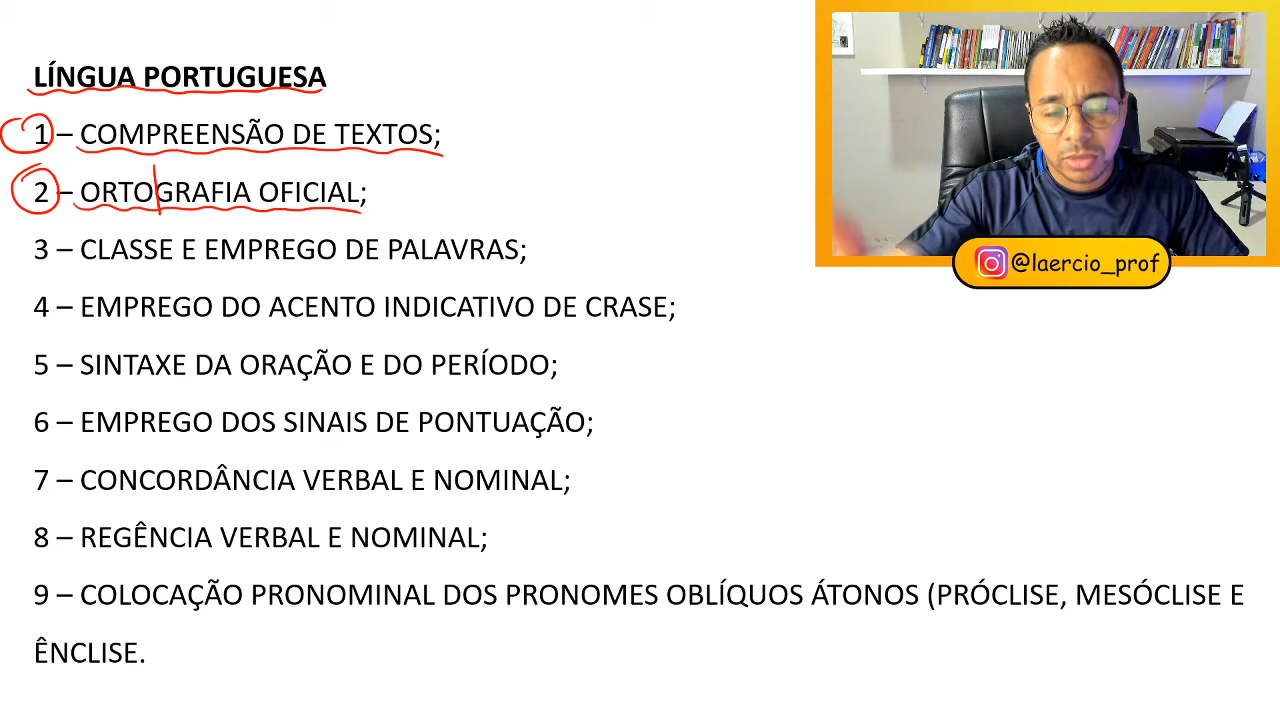 LÍNGUA PORTUGUESA
1 – COMPREENSÃO DE TEXTOS;
2 – ORTOGRAFIA OFICIAL;
3 – CLASSE E EMPREGO DE PALAVRAS;
4 – EMPREGO DO ACENTO INDICATIVO DE CRASE;
5 – SINTAXE DA ORAÇÃO E DO PERÍODO;
6 – EMPREGO DOS SINAIS DE PONTUAÇÃO;
7 – CONCORDÂNCIA VERBAL E NOMINAL;
8 – REGÊNCIA VERBAL E NOMINAL;
9 – COLOCAÇÃO PRONOMINAL DOS PRONOMES OBLÍQUOS ÁTONOS (PRÓCLISE, MESÓCLISE E
ÊNCLISE.
@laercio_prof